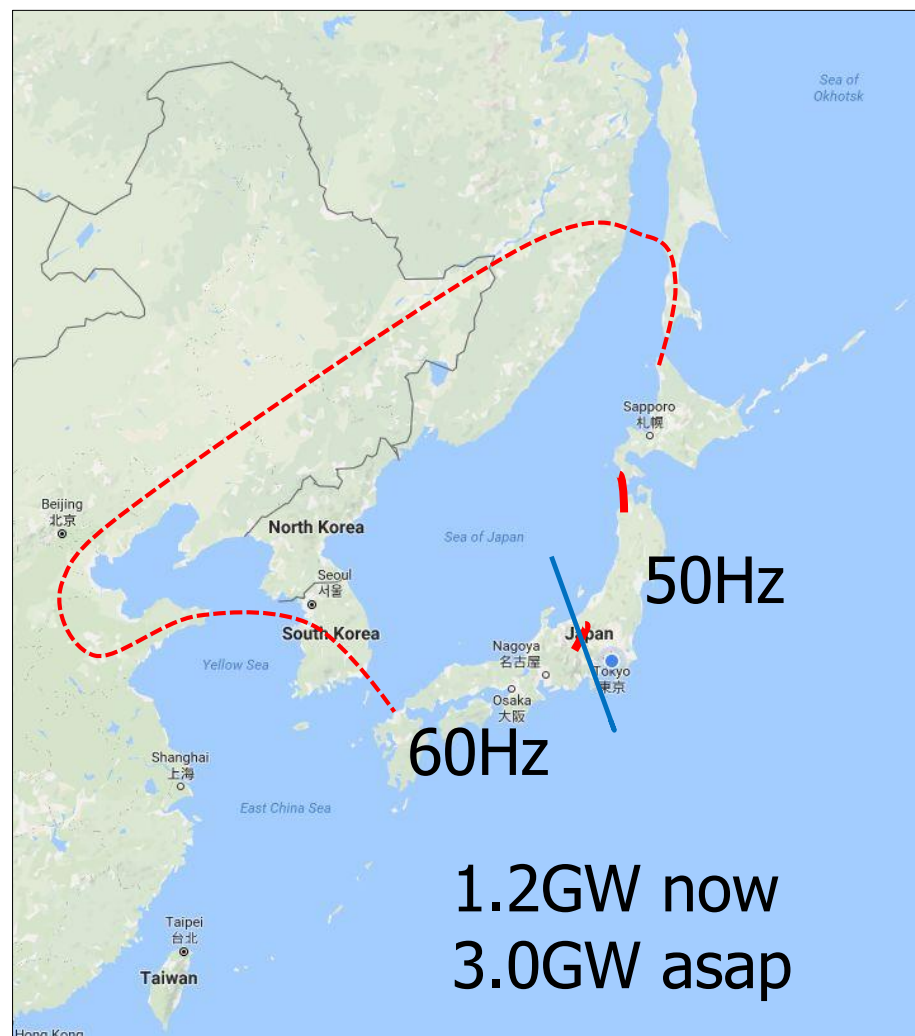 Sea of
Okhotsk
Sapporo
札幌
Beijing
北京
North Korea
Sea of Japan
50Hz
Seoul
서울
South Korea
Japan
Nagoya
名古屋
Tokyo
東京
Yellow Sea
Osaka
大阪
60Hz
Shanghai
上海
East China Sea
1.2GW now
3.0GW asap
Taipei
台北
Taiwan
Hong Kong